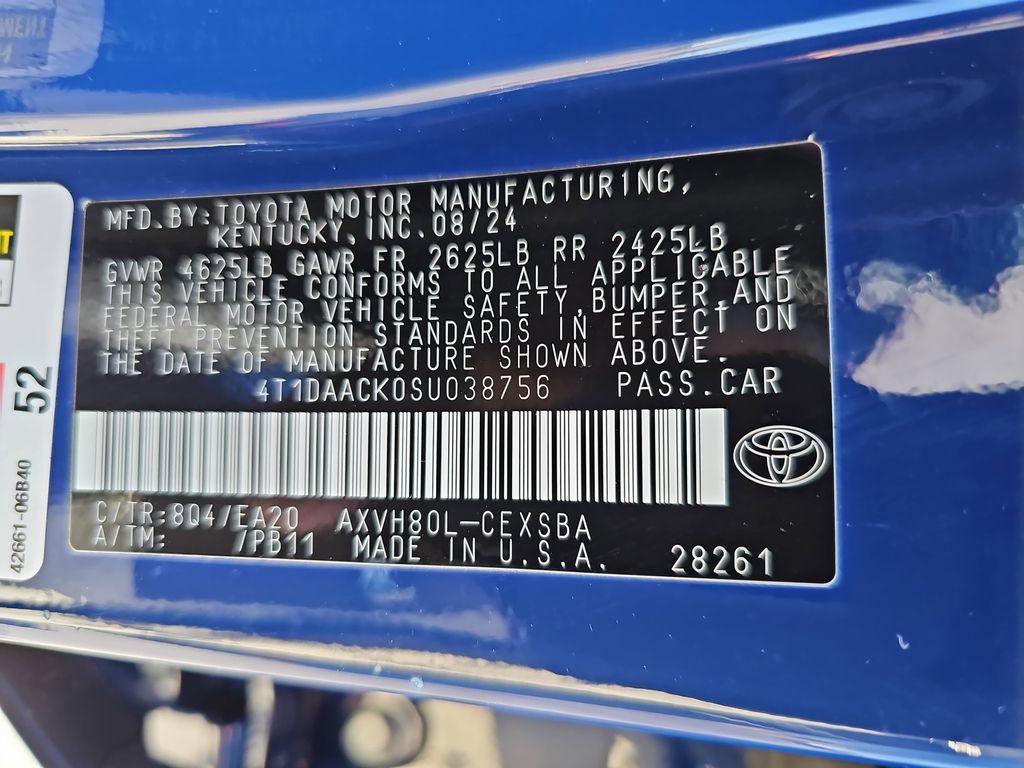 MFD.BY:TOYOTA MOTOR MANUFACTURING,
KENTUCKY,INC.08/24
GVWR 4625LB GAWR FR 2625LB RR 2425LB
THIS VEHICLE CONFORMS TO ALL APPLICABLE
FEDERAL MOTOR VEHICLE SAFETY,BUMPER,AND
THEFT PREVENTION STANDARDS IN EFFECT ON
THE DATE OF MANUFACTURE SHOWN ABOVE.
4T1DAACK0SU038756 PASS.CAR
C/TR:8Q4/EA20 AXVH80L-CEXSBA
A/TM: /PB11 MADE IN U.S.A. 28261
52
42661-06B40